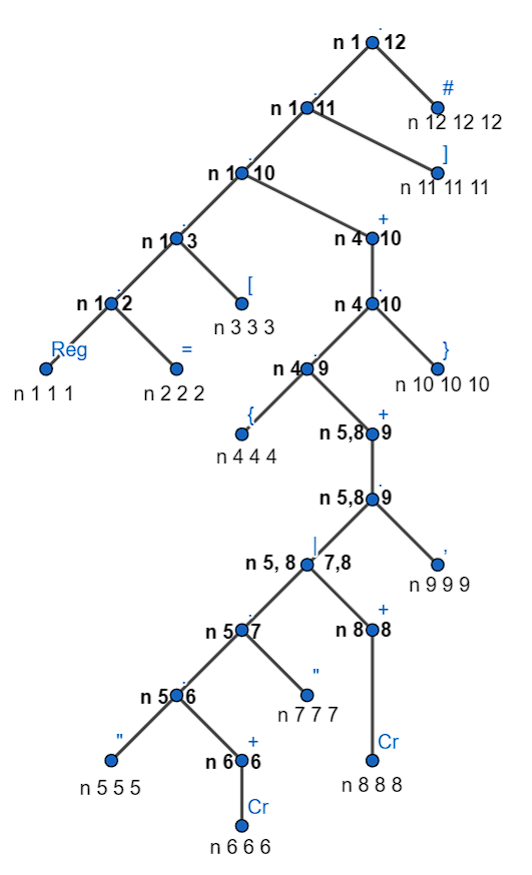 .
n 1 12
#
.
n 1 11
n 12 12 12
]
.
n 1 10
n 11 11 11
+
.
n 1 3
n 4 10
[
.
.
n 1 2
n 4 10
n 3 3 3
Reg
=
.
}
n 4 9
n 1 1 1
n 2 2 2
n 10 10 10
{
+
n 5,8 9
n 4 4 4
.
n 5,8 9
|
,
n 5, 8 7,8
n 9 9 9
.
+
n 5 7
n 8 8
.
"
n 5 6
n 7 7 7
"
+
Cr
n 6 6
n 5 5 5
n 8 8 8
Cr
n 6 6 6